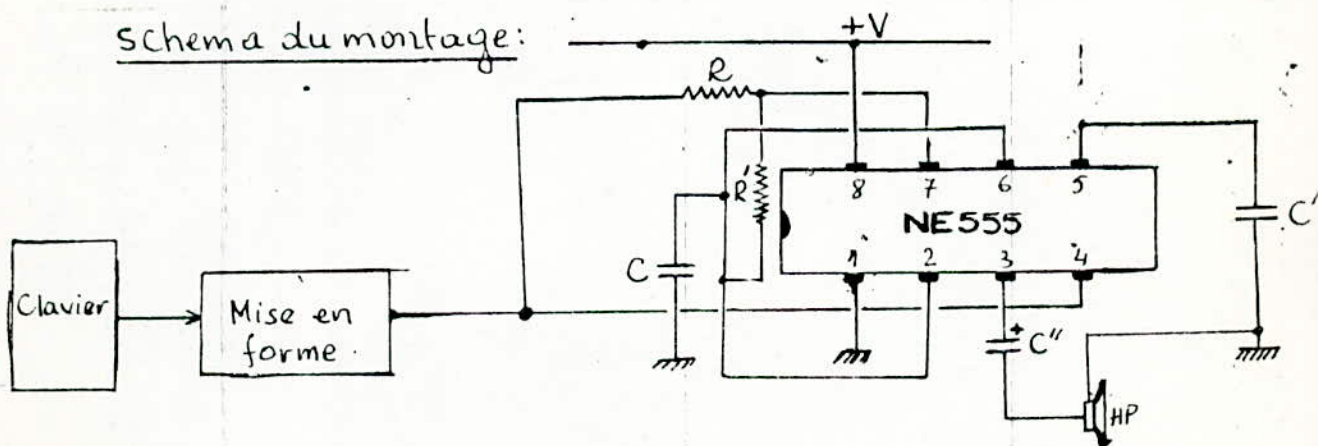 Schema du montage:
+V
R
R'
8 7 6 5
C'
NE555
C
1 2 3 4
Clavier
Mise en
forme.
+
C"
HP